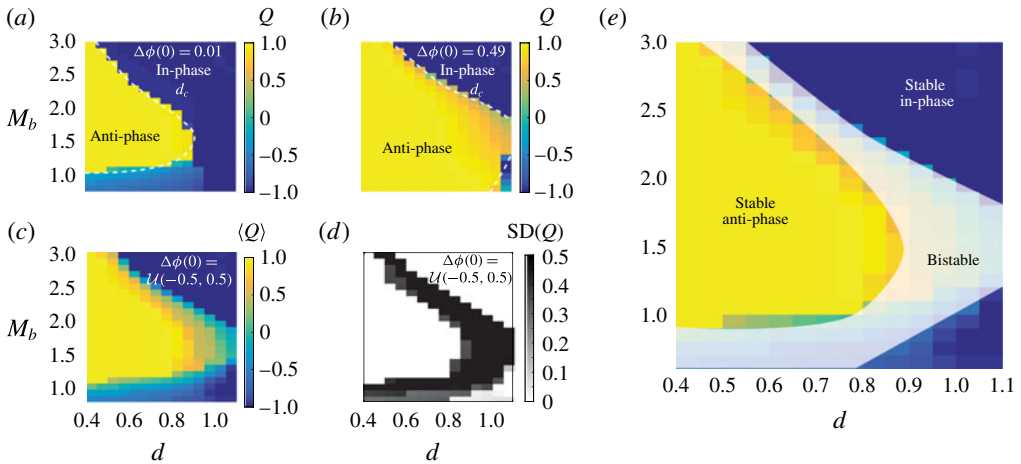 (a)
Q
Δϕ(0) = 0.01
In-phase
d_c
Anti-phase
M_b
3.0
2.5
2.0
1.5
1.0
1.0
0.5
0
−0.5
−1.0
(b)
Q
Δϕ(0) = 0.49
In-phase
d_c
Anti-phase
1.0
0.5
0
−0.5
−1.0
(c)
⟨Q⟩
Δϕ(0) =
𝒰(−0.5, 0.5)
M_b
3.0
2.5
2.0
1.5
1.0
1.0
0.5
0
−0.5
−1.0
0.4 0.6 0.8 1.0
d
(d)
SD(Q)
Δϕ(0) =
𝒰(−0.5, 0.5)
0.5
0.4
0.3
0.2
0.1
0
0.4 0.6 0.8 1.0
d
(e)
3.0
2.5
2.0
1.5
1.0
Stable
in-phase
Stable
anti-phase
Bistable
0.4 0.5 0.6 0.7 0.8 0.9 1.0 1.1
d